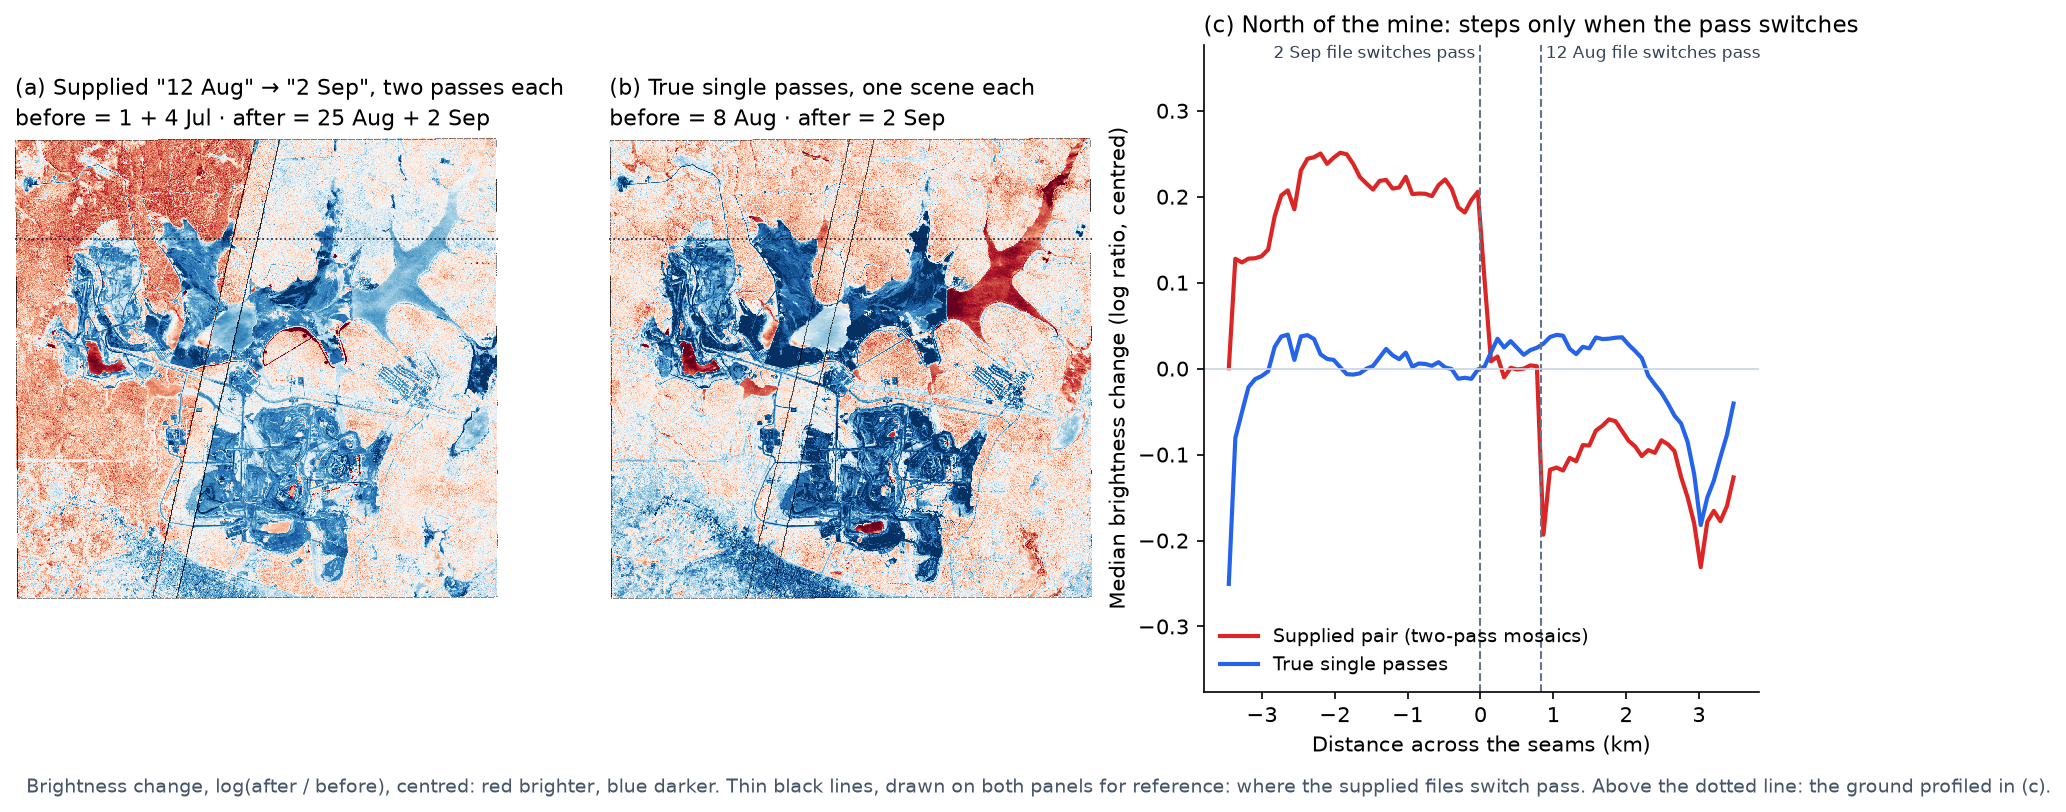 (a) Supplied "12 Aug" → "2 Sep", two passes each
before = 1 + 4 Jul · after = 25 Aug + 2 Sep
(b) True single passes, one scene each
before = 8 Aug · after = 2 Sep
(c) North of the mine: steps only when the pass switches
2 Sep file switches pass
12 Aug file switches pass
Median brightness change (log ratio, centred)
0.3
0.2
0.1
0.0
−0.1
−0.2
−0.3
Supplied pair (two-pass mosaics)
True single passes
−3 −2 −1 0 1 2 3
Distance across the seams (km)
Brightness change, log(after / before), centred: red brighter, blue darker. Thin black lines, drawn on both panels for reference: where the supplied files switch pass. Above the dotted line: the ground profiled in (c).